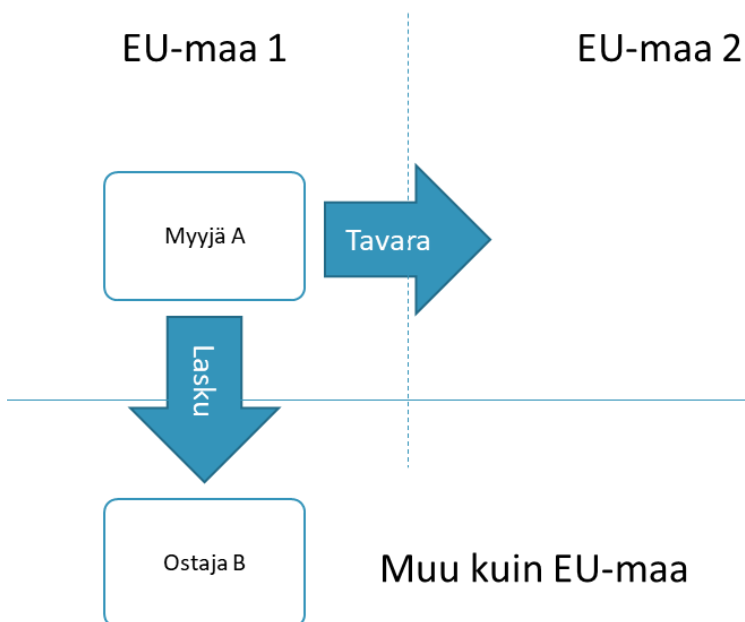 EU-maa 1
EU-maa 2
Myyjä A
Tavara
Lasku
Ostaja B
Muu kuin EU-maa